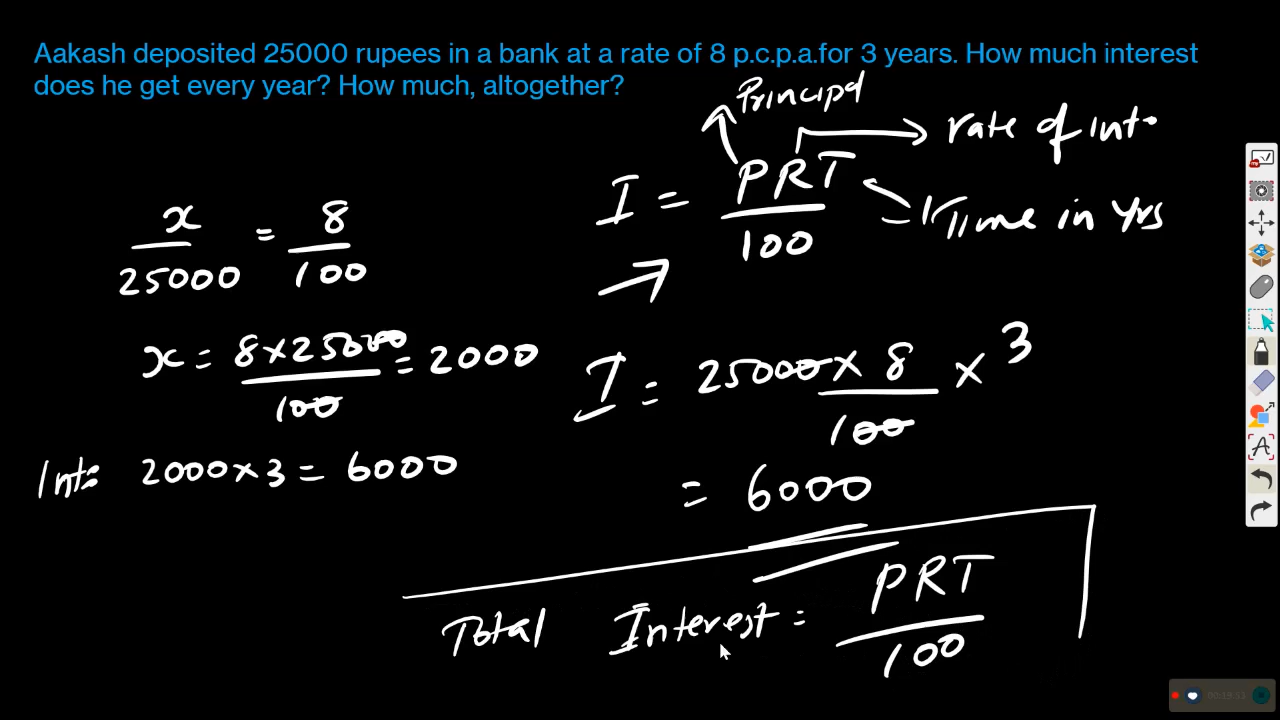 Aakash deposited 25000 rupees in a bank at a rate of 8 p.c.p.a.for 3 years. How much interest
does he get every year? How much, altogether?
x/25000 = 8/100
x = 8×25000/100 = 2000
Int: 2000×3 = 6000
Principal
rate of Int.
I = PRT/100
Time in yrs
I = 25000×8/100 × 3
= 6000
Total Interest = PRT/100